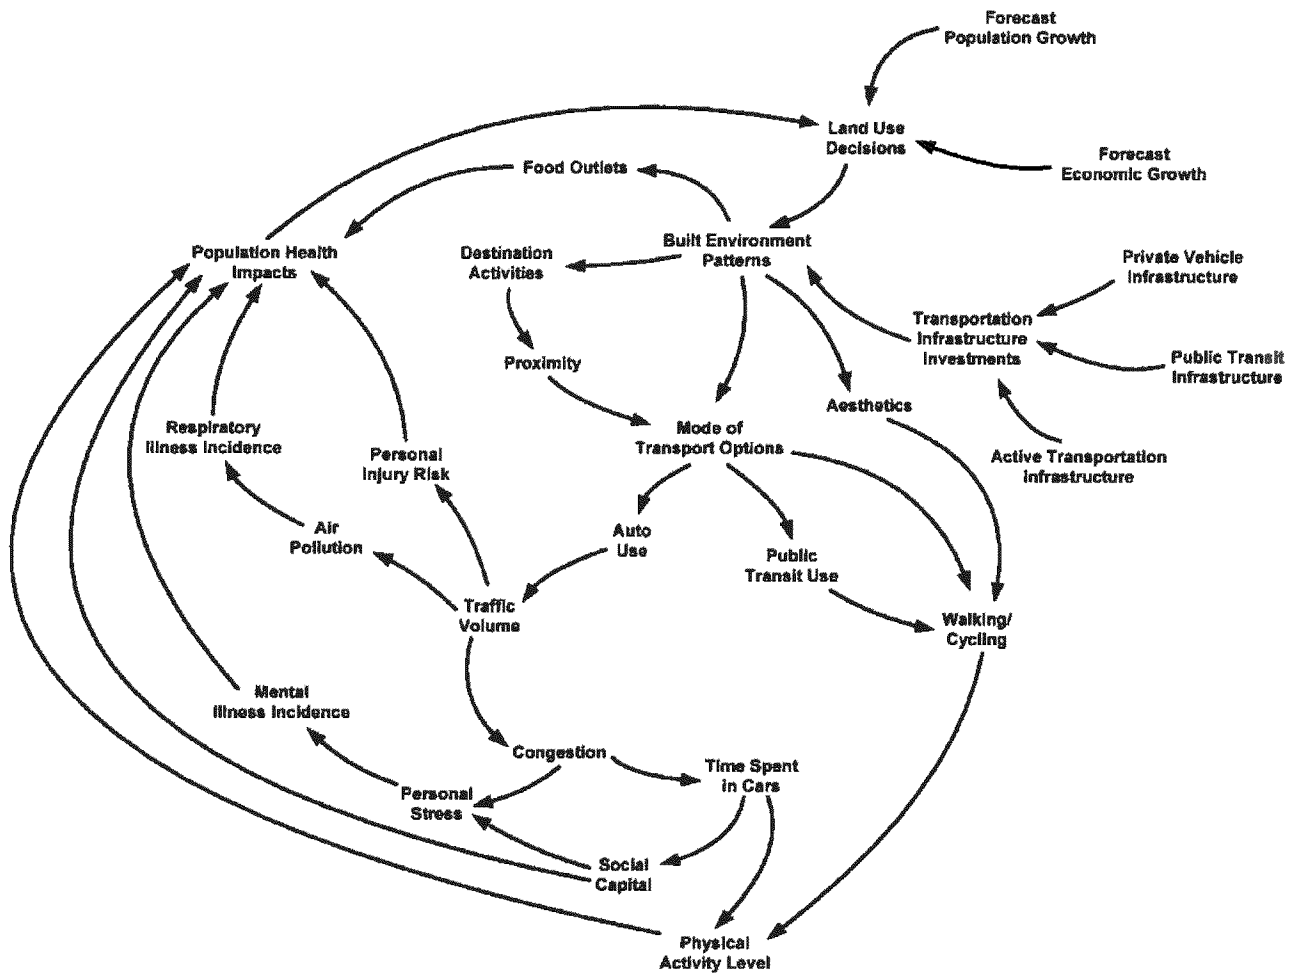 Forecast
Population Growth
Land Use
Decisions
Forecast
Economic Growth
Food Outlets
Built Environment
Patterns
Population Health
Impacts
Destination
Activities
Private Vehicle
Infrastructure
Transportation
Infrastructure
Investments
Proximity
Public Transit
Infrastructure
Aesthetics
Mode of
Transport Options
Respiratory
Illness Incidence
Personal
Injury Risk
Active Transportation
Infrastructure
Air
Pollution
Auto
Use
Public
Transit Use
Traffic
Volume
Walking/
Cycling
Mental
Illness Incidence
Congestion
Time Spent
in Cars
Personal
Stress
Social
Capital
Physical
Activity Level